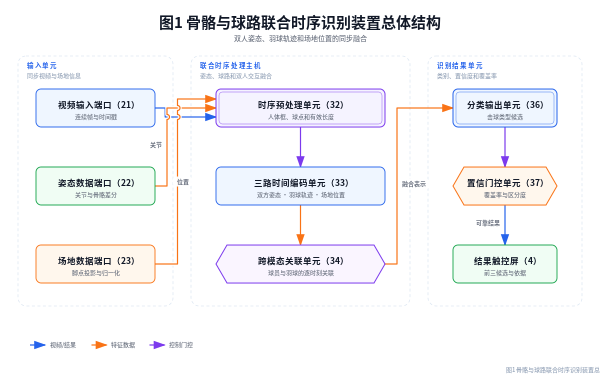 图1 骨骼与球路联合时序识别装置总体结构
双人姿态、羽球轨迹和场地位置的同步融合
输入单元
同步视频与场地信息
视频输入端口（21）
连续帧与时间戳
关节
姿态数据端口（22）
关节与骨骼差分
位置
场地数据端口（23）
脚点投影与归一化
联合时序处理主机
姿态、球路和双人交互融合
时序预处理单元（32）
人体框、球点和有效长度
三路时间编码单元（33）
双方姿态 · 羽球轨迹 · 场地位置
跨模态关联单元（34）
球员与羽球的逐时刻关联
融合表示
识别结果单元
类别、置信度和覆盖率
分类输出单元（36）
击球类型候选
置信门控单元（37）
覆盖率与区分度
可靠结果
结果触控屏（4）
前三候选与依据
视频/结果
特征数据
控制/门控
图1 骨骼与球路联合时序识别装置总